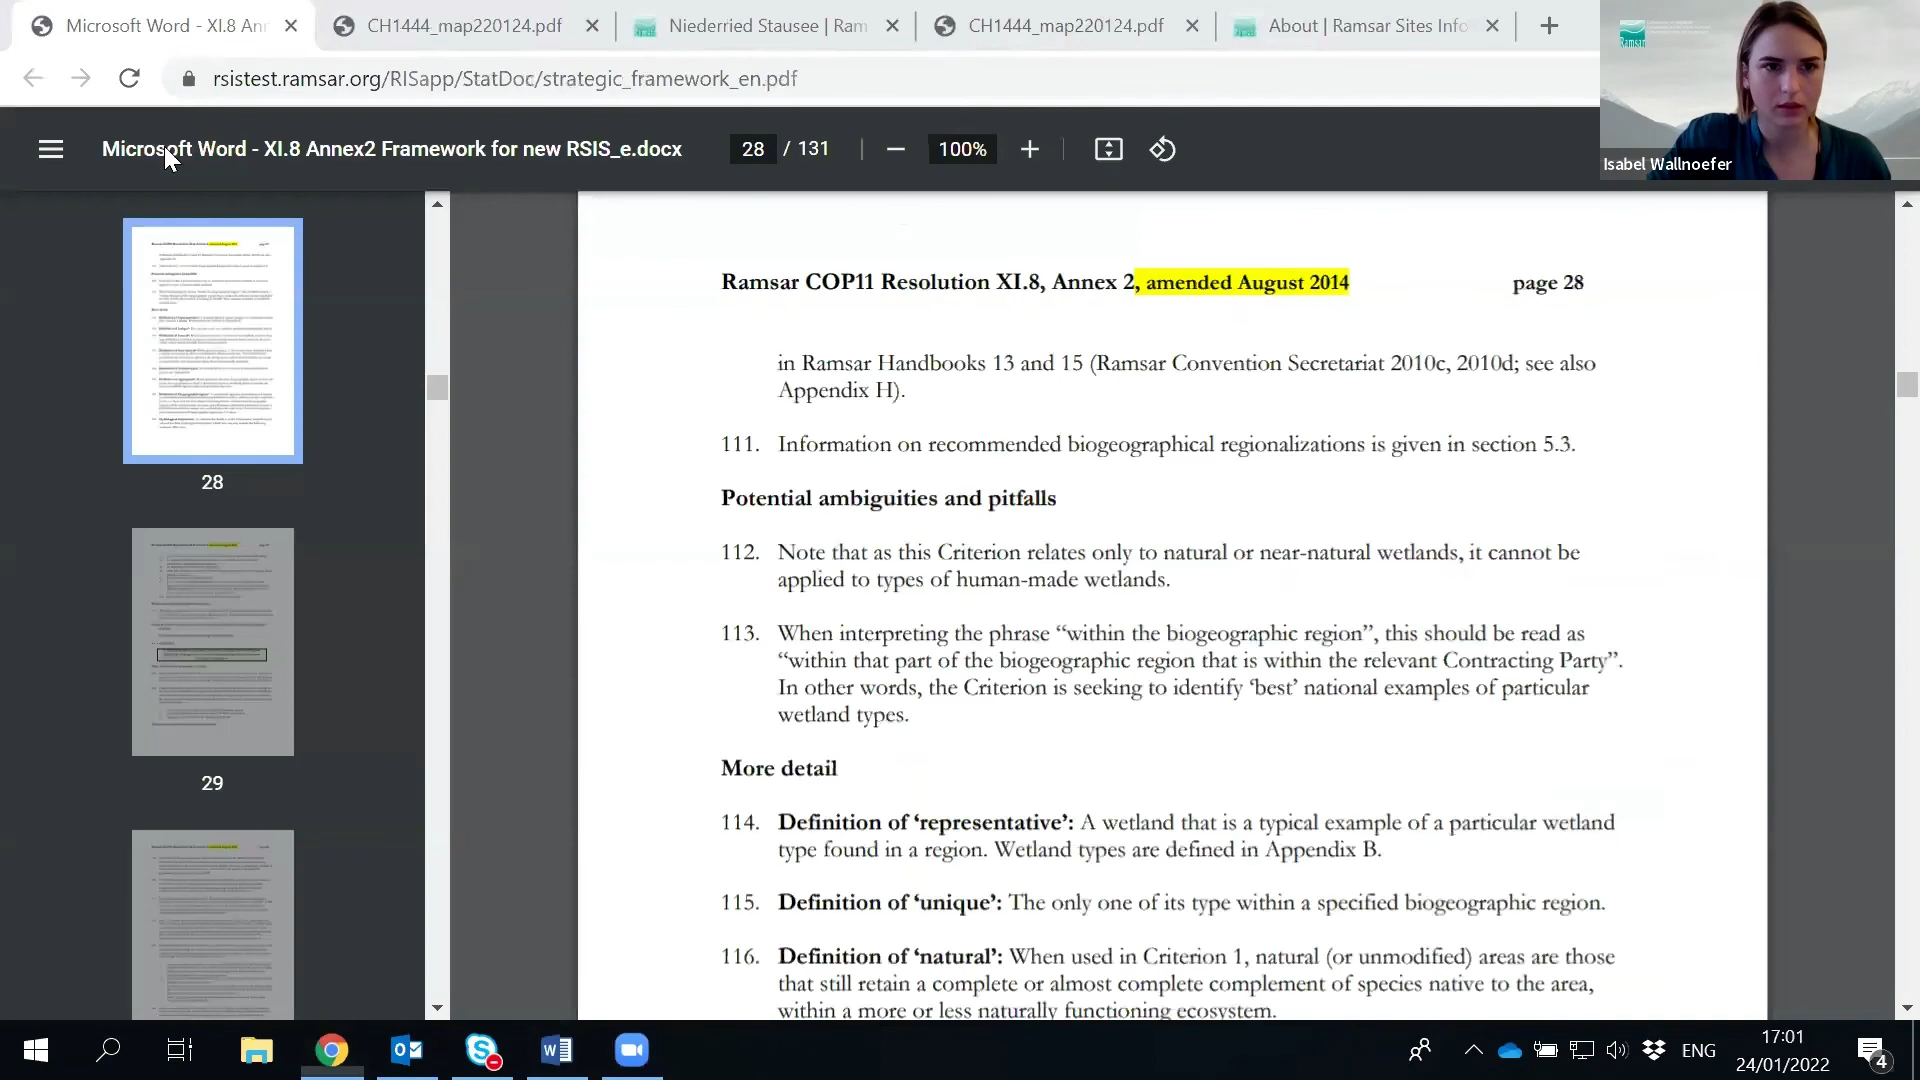 Microsoft Word - XI.8 An
CH1444_map220124.pdf
Niederried Stausee | Ram
CH1444_map220124.pdf
About | Ramsar Sites Info
Ramsar
rsistest.ramsar.org/RISapp/StatDoc/strategic_framework_en.pdf
Microsoft Word - XI.8 Annex2 Framework for new RSIS_e.docx
28 / 131
100%
Isabel Wallnoefer
28
29
Ramsar COP11 Resolution XI.8, Annex 2, amended August 2014 page 28
in Ramsar Handbooks 13 and 15 (Ramsar Convention Secretariat 2010c, 2010d; see also
Appendix H).
111. Information on recommended biogeographical regionalizations is given in section 5.3.
Potential ambiguities and pitfalls
112. Note that as this Criterion relates only to natural or near-natural wetlands, it cannot be
applied to types of human-made wetlands.
113. When interpreting the phrase “within the biogeographic region”, this should be read as
“within that part of the biogeographic region that is within the relevant Contracting Party”.
In other words, the Criterion is seeking to identify ‘best’ national examples of particular
wetland types.
More detail
114. Definition of ‘representative’: A wetland that is a typical example of a particular wetland
type found in a region. Wetland types are defined in Appendix B.
115. Definition of ‘unique’: The only one of its type within a specified biogeographic region.
116. Definition of ‘natural’: When used in Criterion 1, natural (or unmodified) areas are those
that still retain a complete or almost complete complement of species native to the area,
within a more or less naturally functioning ecosystem.
ENG
17:01
24/01/2022
4